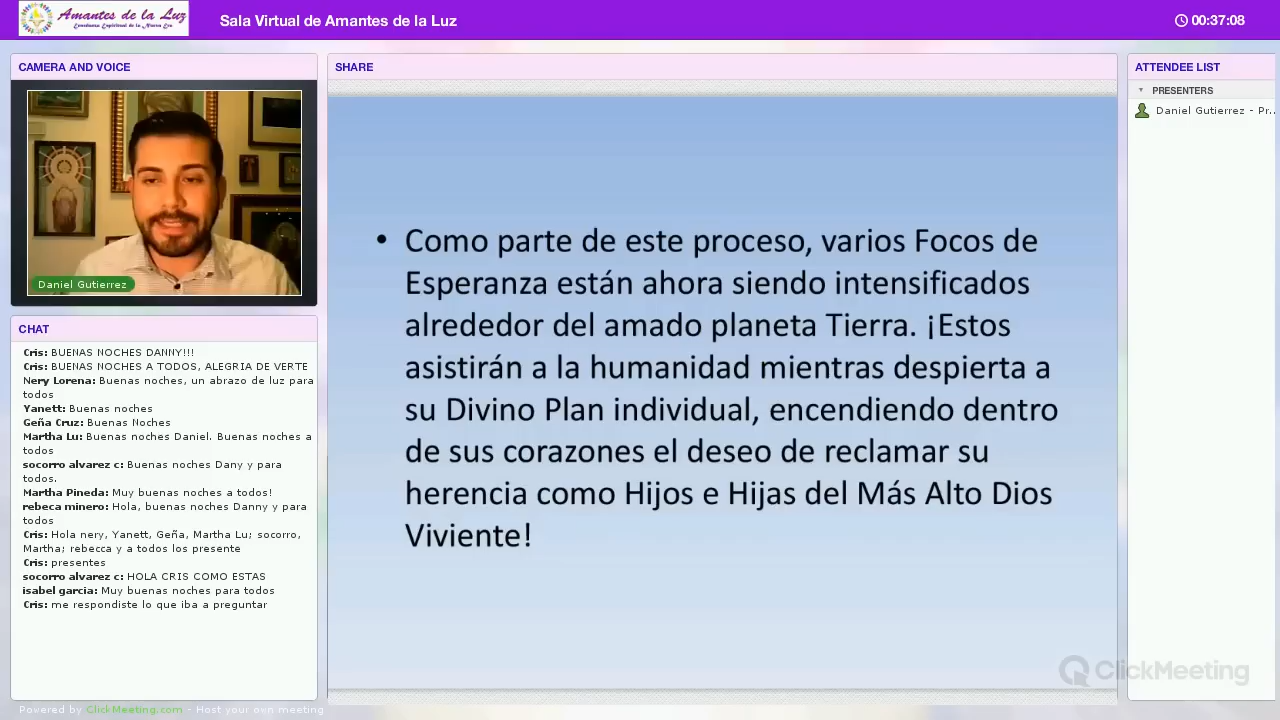 Amantes de la Luz
Enseñanza Espiritual de la Nueva Era
Sala Virtual de Amantes de la Luz
00:37:08
CAMERA AND VOICE
Daniel Gutierrez
CHAT
Cris: BUENAS NOCHES DANNY!!!
Cris: BUENAS NOCHES A TODOS, ALEGRIA DE VERTE
Nery Lorena: Buenas noches, un abrazo de luz para
todos
Yanett: Buenas noches
Geña Cruz: Buenas Noches
Martha Lu: Buenas noches Daniel. Buenas noches a
todos
socorro alvarez c: Buenas noches Dany y para
todos.
Martha Pineda: Muy buenas noches a todos!
rebeca minero: Hola, buenas noches Danny y para
todos
Cris: Hola nery, Yanett, Geña, Martha Lu; socorro,
Martha; rebecca y a todos los presente
Cris: presentes
socorro alvarez c: HOLA CRIS COMO ESTAS
isabel garcia: Muy buenas noches para todos
Cris: me respondiste lo que iba a preguntar
SHARE
• Como parte de este proceso, varios Focos de
Esperanza están ahora siendo intensificados
alrededor del amado planeta Tierra. ¡Estos
asistirán a la humanidad mientras despierta a
su Divino Plan individual, encendiendo dentro
de sus corazones el deseo de reclamar su
herencia como Hijos e Hijas del Más Alto Dios
Viviente!
ClickMeeting
ATTENDEE LIST
PRESENTERS
Daniel Gutierrez - Pr...
Powered by ClickMeeting.com - Host your own meeting